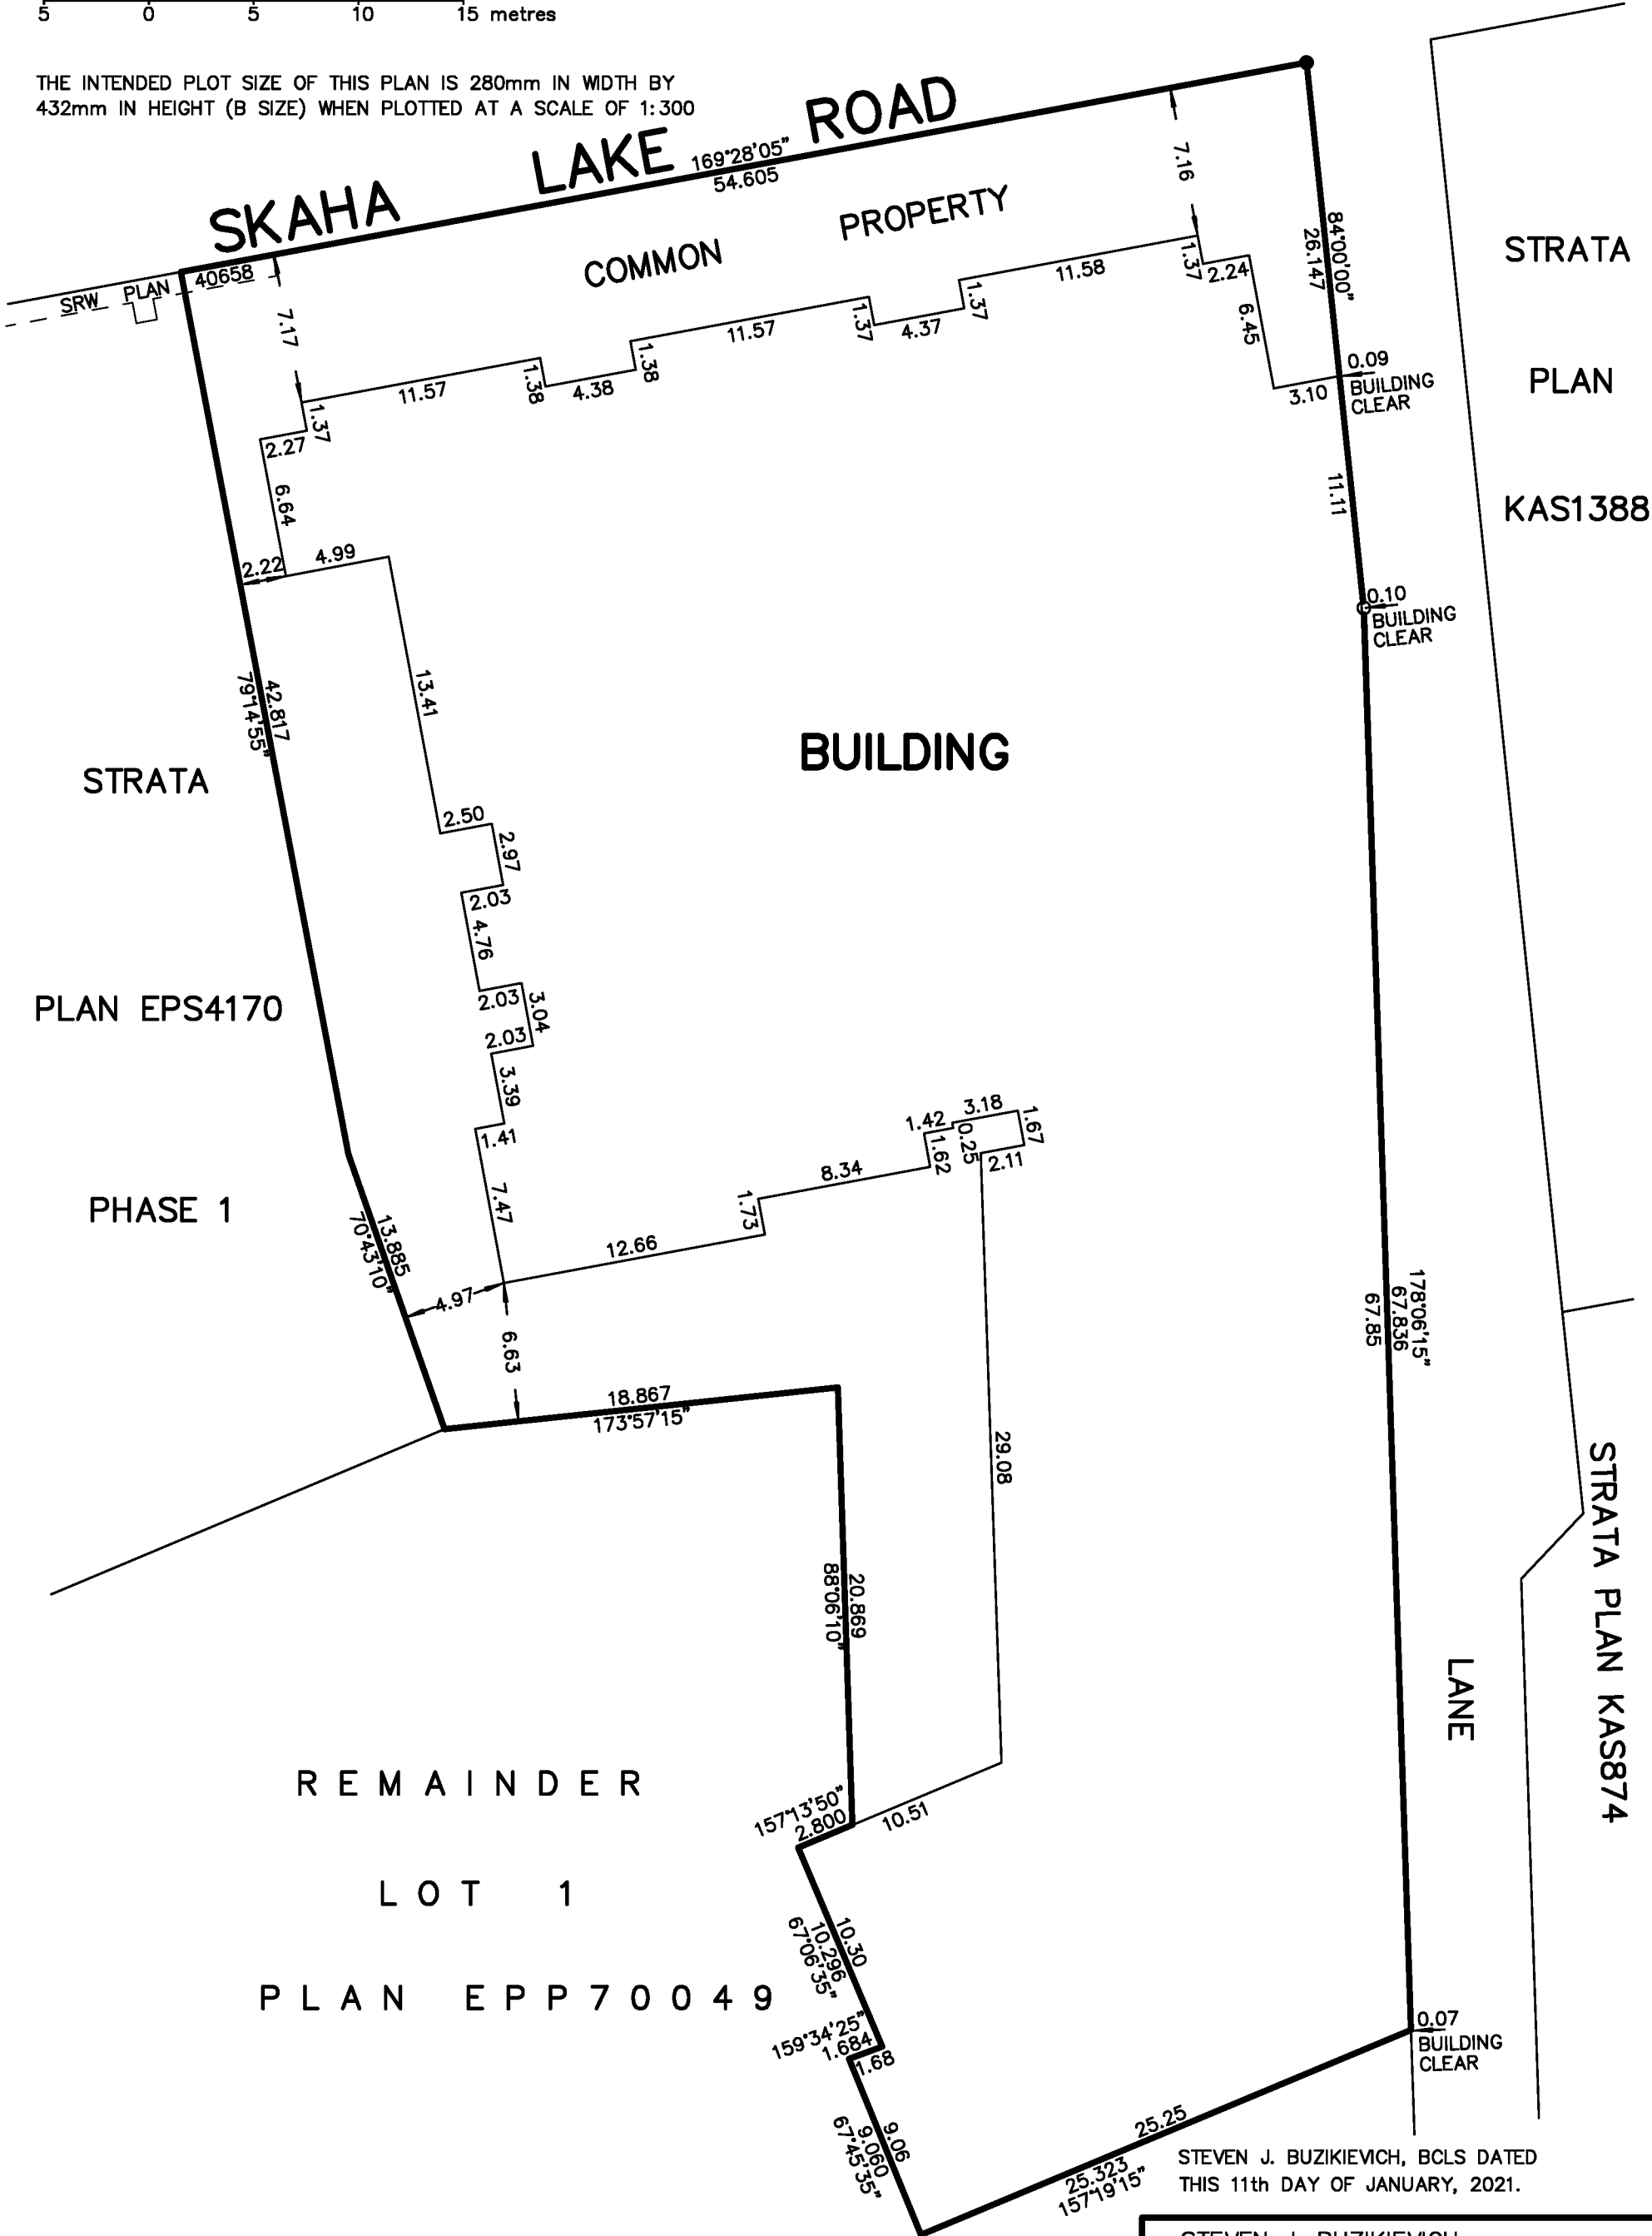 5 0 5 10 15 metres
THE INTENDED PLOT SIZE OF THIS PLAN IS 280mm IN WIDTH BY
432mm IN HEIGHT (B SIZE) WHEN PLOTTED AT A SCALE OF 1:300
SKAHA LAKE ROAD
169°28'05"
54.605
COMMON PROPERTY
SRW PLAN 40658
7.17
7.16
1.37
2.24
6.45
3.10
84°00'00"
26.147
0.09
BUILDING
CLEAR
11.58
1.37
4.37
1.37
11.57
1.38
4.38
1.38
11.57
1.37
2.27
6.64
2.22
4.99
STRATA
PLAN
KAS1388
11.11
0.10
BUILDING
CLEAR
13.41
42.817
79°14'55"
BUILDING
STRATA
PLAN EPS4170
PHASE 1
2.50
2.97
2.03
4.76
2.03
3.04
2.03
3.39
1.41
7.47
13.885
70°43'10"
4.97
12.66
1.73
8.34
1.62
1.42
0.25
3.18
1.67
2.11
6.63
18.867
173°57'15"
29.08
178°06'15"
67.836
67.85
20.869
88°06'10"
STRATA PLAN KAS874
LANE
REMAINDER
LOT 1
PLAN EPP70049
157°13'50"
2.800
10.51
10.30
10.296
67°06'35"
159°34'25"
1.684
1.68
9.06
9.060
67°45'35"
0.07
BUILDING
CLEAR
25.25
25.323
157°19'15"
STEVEN J. BUZIKIEVICH, BCLS DATED
THIS 11th DAY OF JANUARY, 2021.
STEVEN J. BUZIKIEVICH